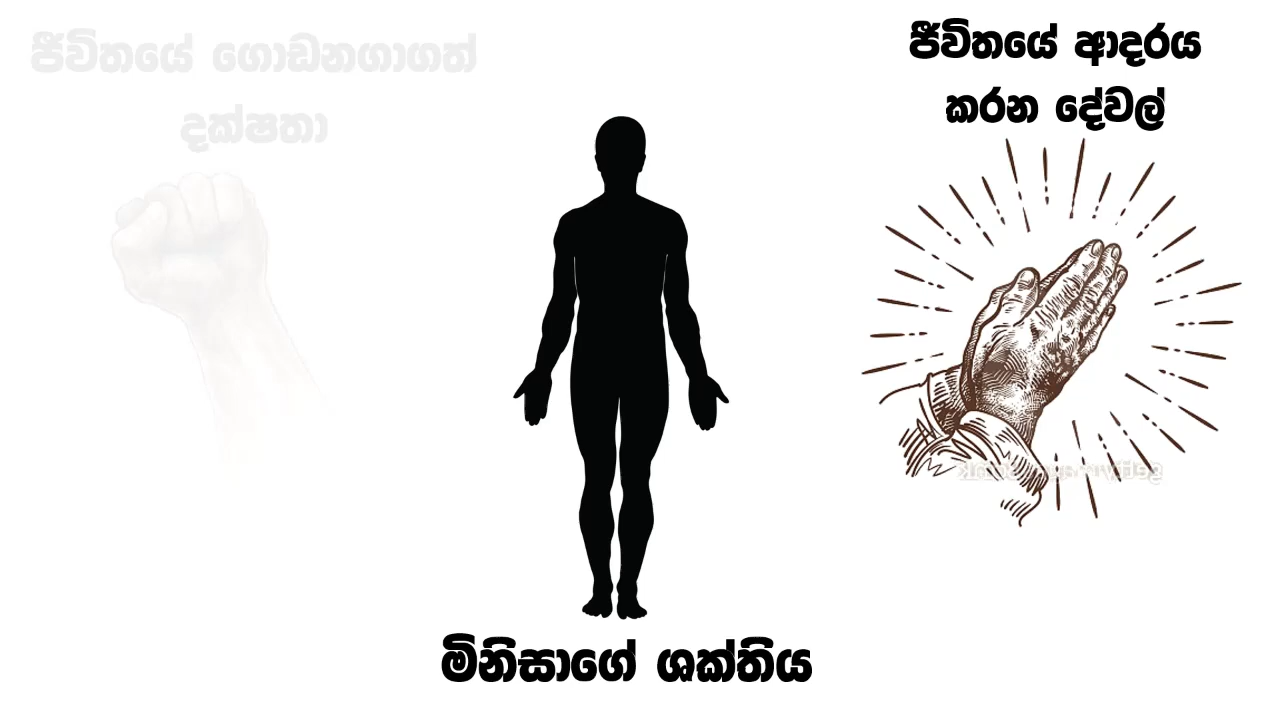 ජීවිතයේ ගොඩනගාගත්
දක්ෂතා
ජීවිතයේ ආදරය
කරන දේවල්
මිනිසාගේ ශක්තිය